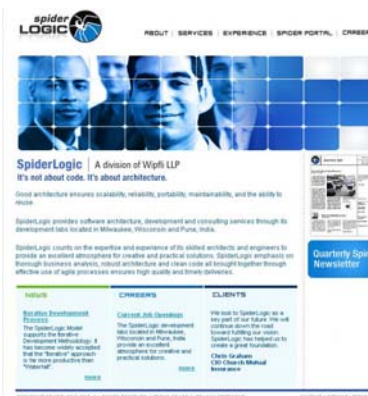 spider
LOGIC
ABOUT | SERVICES | EXPERIENCE | SPIDER PORTAL | CAREER
SpiderLogic | A division of Wipfli LLP
It's not about code. It's about architecture.
Good architecture ensures scalability, reliability, portability, maintainability, and the ability to
reuse.
SpiderLogic provides software architecture, development and consulting services through its
development labs located in Milwaukee, Wisconsin and Pune, India.
SpiderLogic counts on the expertise and experience of its skilled architects and engineers to
provide an excellent atmosphere for creative and practical solutions. SpiderLogic emphasis on
thorough business analysis, robust architecture and clean code all brought together through
effective use of agile processes ensures high quality and timely deliveries.
Quarterly Spi
Newsletter
NEWS
Iterative Development
Process
The SpiderLogic Model
supports the Iterative
Development Methodology. It
has become widely accepted
that the "Iterative" approach
is far more productive than
"Waterfall".
more
CAREERS
Current Job Openings
The SpiderLogic development
labs located in Milwaukee,
Wisconsin and Pune, India
provide an excellent
atmosphere for creative and
practical solutions.
more
CLIENTS
We look to SpiderLogic as a
key part of our future. We will
continue down the road
toward fulfilling our vision.
SpiderLogic has helped us to
create a great foundation.
Chris Graham
CIO Church Mutual
Insurance